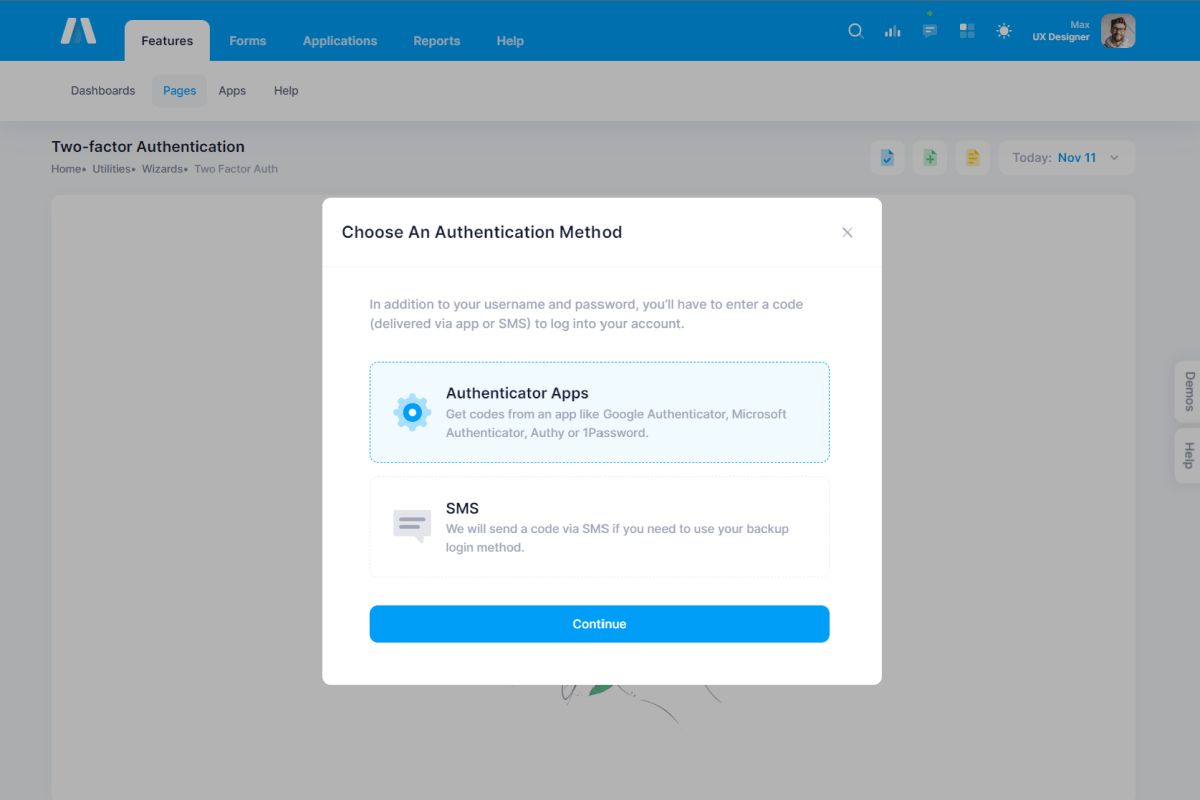 Features
Forms
Applications
Reports
Help
Max
UX Designer
Dashboards
Pages
Apps
Help
Two-factor Authentication
Home• Utilities• Wizards• Two Factor Auth
Today: Nov 11
Choose An Authentication Method
In addition to your username and password, you'll have to enter a code
(delivered via app or SMS) to log into your account.
Authenticator Apps
Get codes from an app like Google Authenticator, Microsoft
Authenticator, Authy or 1Password.
SMS
We will send a code via SMS if you need to use your backup
login method.
Continue
Demos
Help